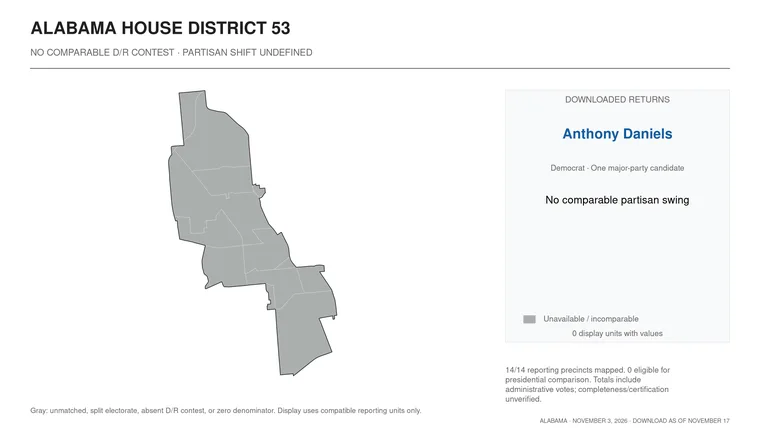 ALABAMA HOUSE DISTRICT 53
NO COMPARABLE D/R CONTEST · PARTISAN SHIFT UNDEFINED
DOWNLOADED RETURNS
Anthony Daniels
Democrat · One major-party candidate
No comparable partisan swing
Unavailable / incomparable
0 display units with values
14/14 reporting precincts mapped. 0 eligible for
presidential comparison. Totals include
administrative votes; completeness/certification
unverified.
Gray: unmatched, split electorate, absent D/R contest, or zero denominator. Display uses compatible reporting units only.
ALABAMA · NOVEMBER 3, 2026 · DOWNLOAD AS OF NOVEMBER 17